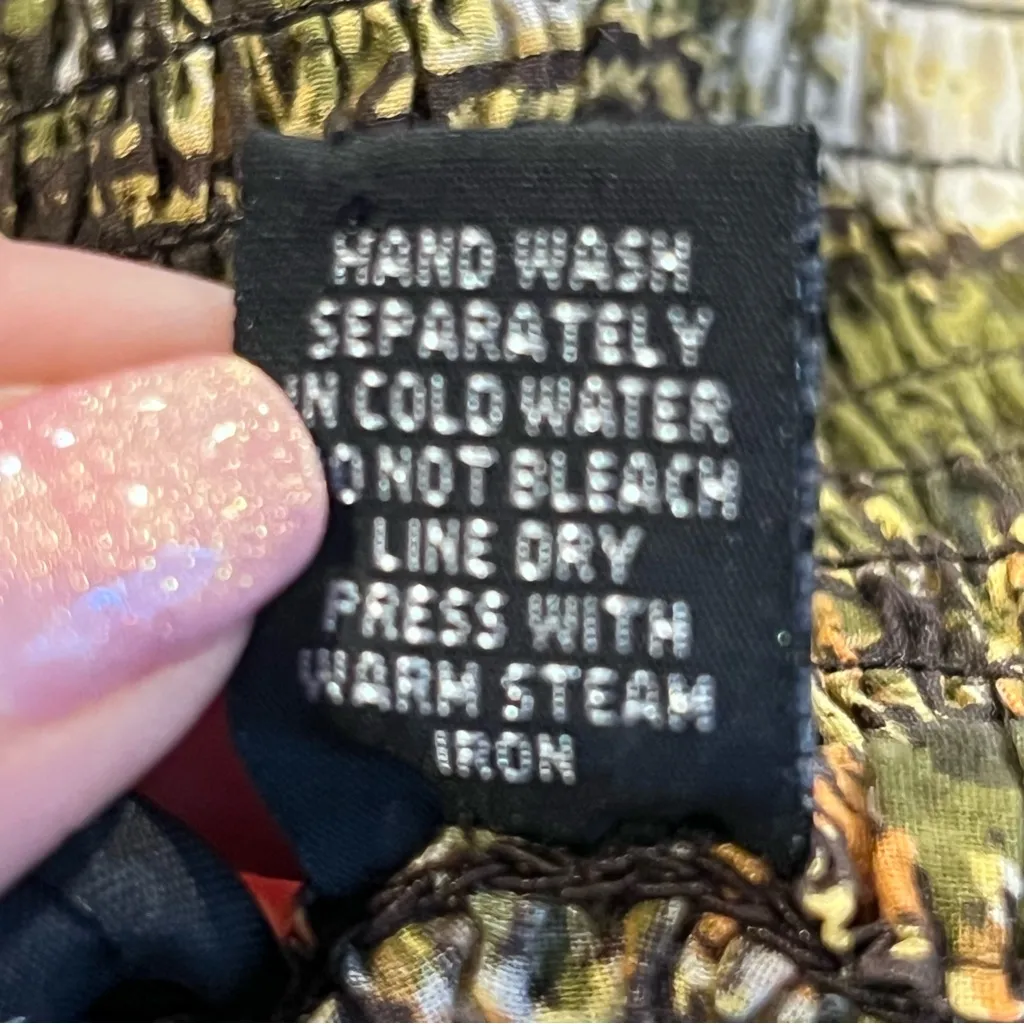 HAND WASH
SEPARATELY
IN COLD WATER
DO NOT BLEACH
LINE DRY
PRESS WITH
WARM STEAM
IRON